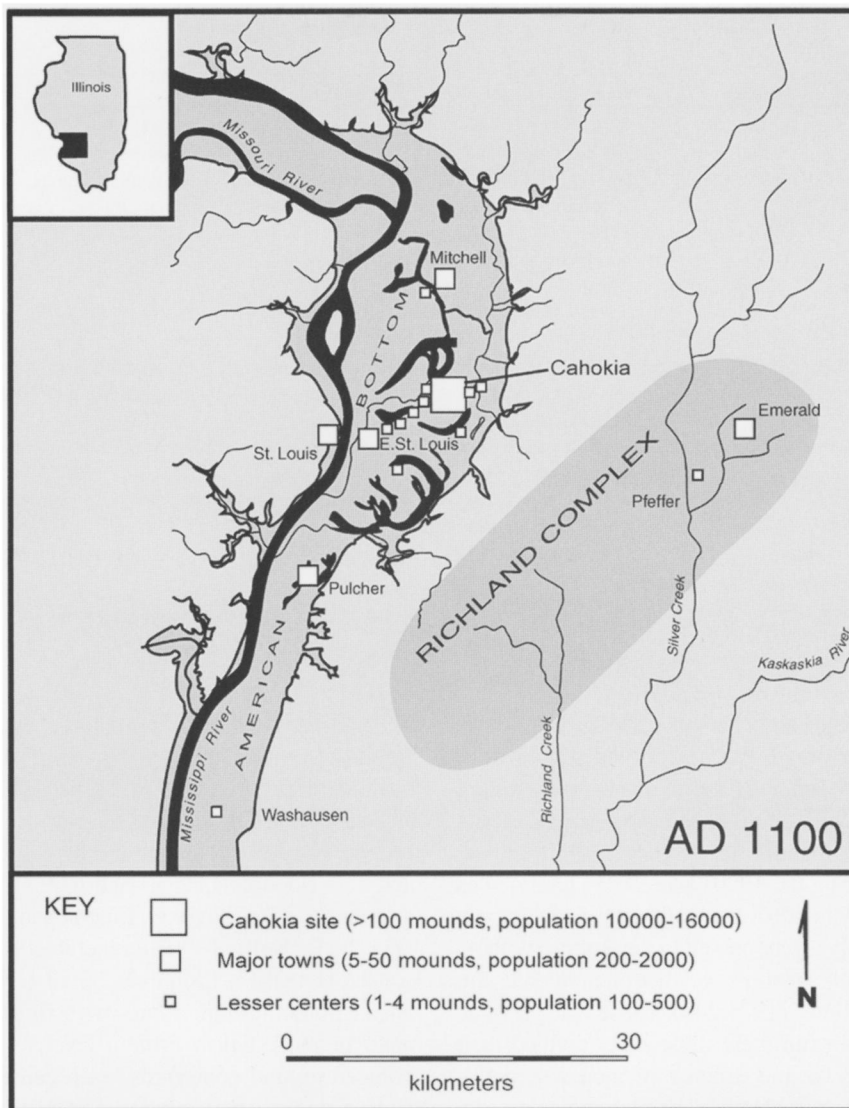 Illinois
Missouri River
Mitchell
BOTTOM
Cahokia
Emerald
St. Louis
E.St. Louis
Pfeffer
RICHLAND COMPLEX
Pulcher
AMERICAN
Silver Creek
Kaskaskia River
Mississippi River
Richland Creek
Washausen
AD 1100
KEY
Cahokia site (>100 mounds, population 10000-16000)
Major towns (5-50 mounds, population 200-2000)
Lesser centers (1-4 mounds, population 100-500)
N
0 30
kilometers